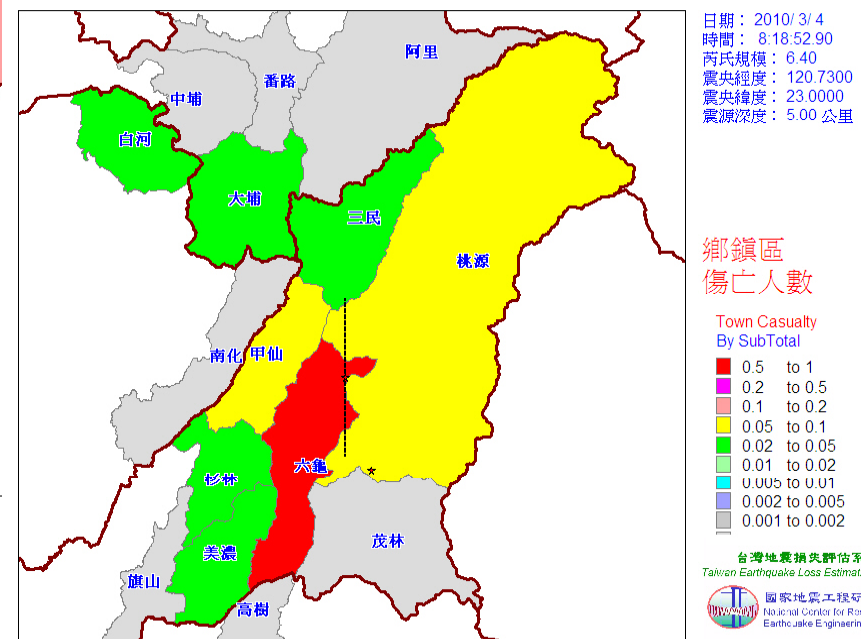 日期： 2010/ 3/ 4
時間： 8:18:52.90
芮氏規模： 6.40
震央經度： 120.7300
震央緯度： 23.0000
震源深度： 5.00 公里
阿里
番路
中埔
白河
大埔
三民
桃源
南化
甲仙
六龜
杉林
美濃
茂林
旗山
高樹
鄉鎮區
傷亡人數
Town Casualty
By SubTotal
0.5 to 1
0.2 to 0.5
0.1 to 0.2
0.05 to 0.1
0.02 to 0.05
0.01 to 0.02
0.005 to 0.01
0.002 to 0.005
0.001 to 0.002
台灣地震損失評估系
Taiwan Earthquake Loss Estimat
國家地震工程研
National Center for Res
Earthquake Engineerin